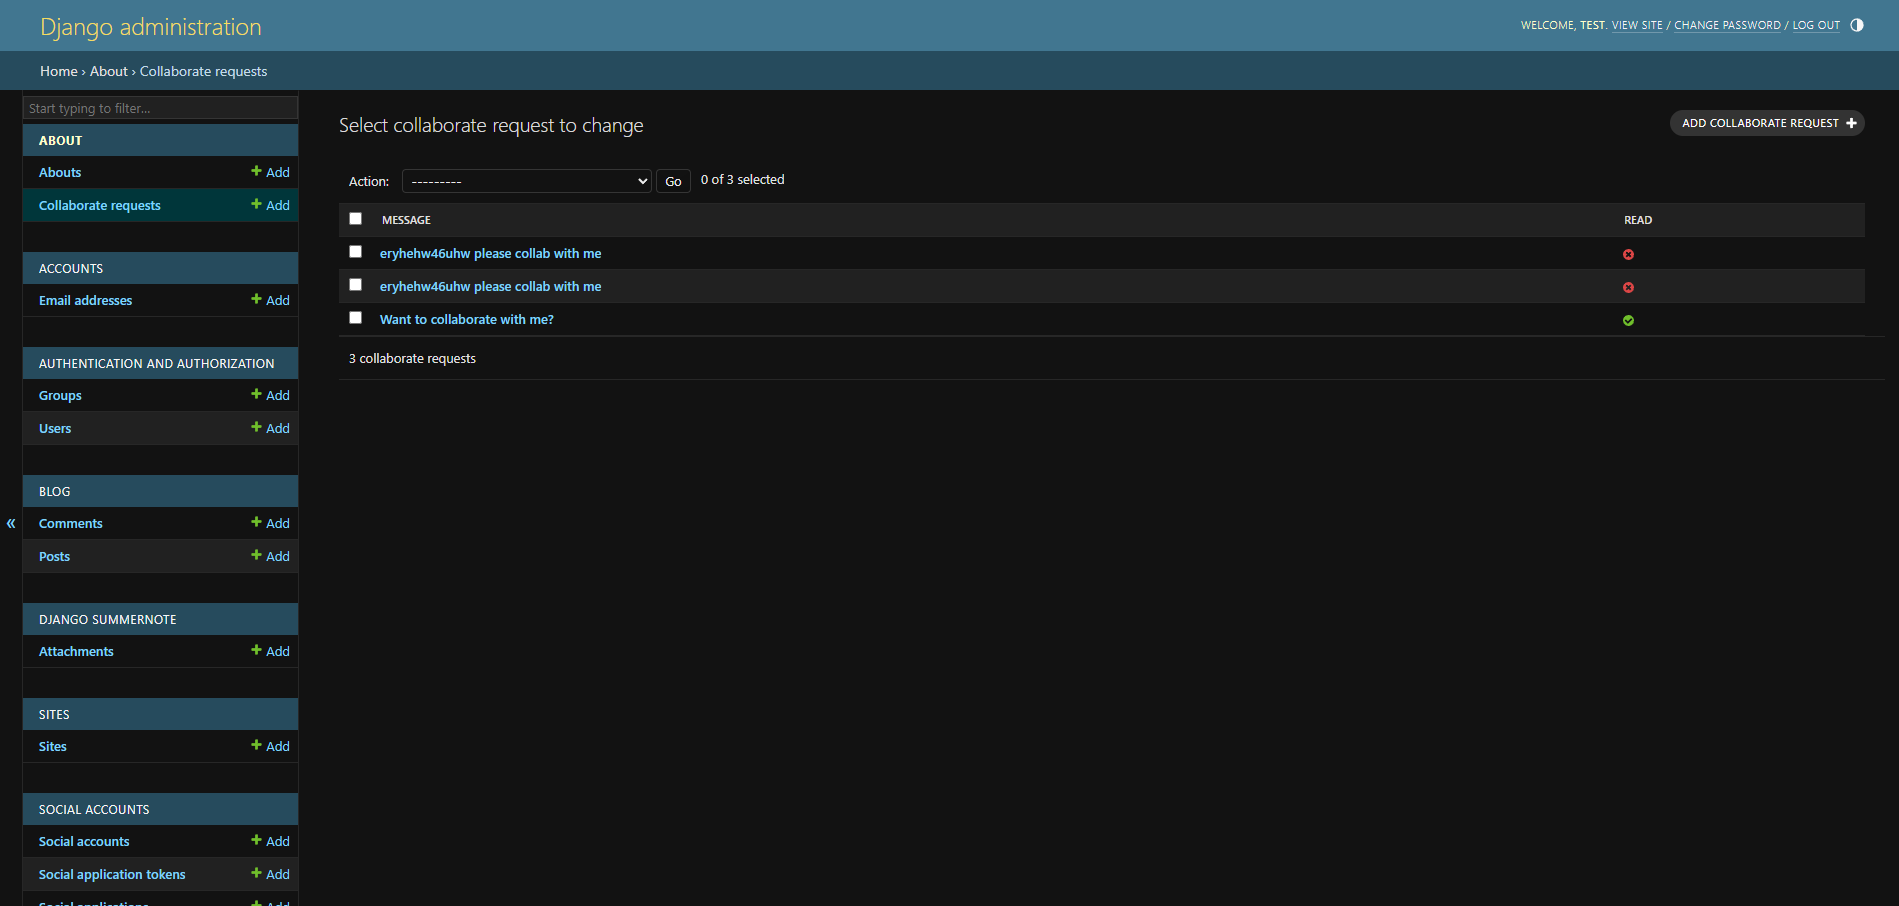 Django administration
WELCOME, TEST. VIEW SITE / CHANGE PASSWORD / LOG OUT
Home › About › Collaborate requests
Start typing to filter...
ABOUT
Abouts + Add
Collaborate requests + Add
ACCOUNTS
Email addresses + Add
AUTHENTICATION AND AUTHORIZATION
Groups + Add
Users + Add
BLOG
«
Comments + Add
Posts + Add
DJANGO SUMMERNOTE
Attachments + Add
SITES
Sites + Add
SOCIAL ACCOUNTS
Social accounts + Add
Social application tokens + Add
Social applications + Add
Select collaborate request to change
ADD COLLABORATE REQUEST +
Action: --------- Go 0 of 3 selected
MESSAGE READ
eryhehw46uhw please collab with me
eryhehw46uhw please collab with me
Want to collaborate with me?
3 collaborate requests